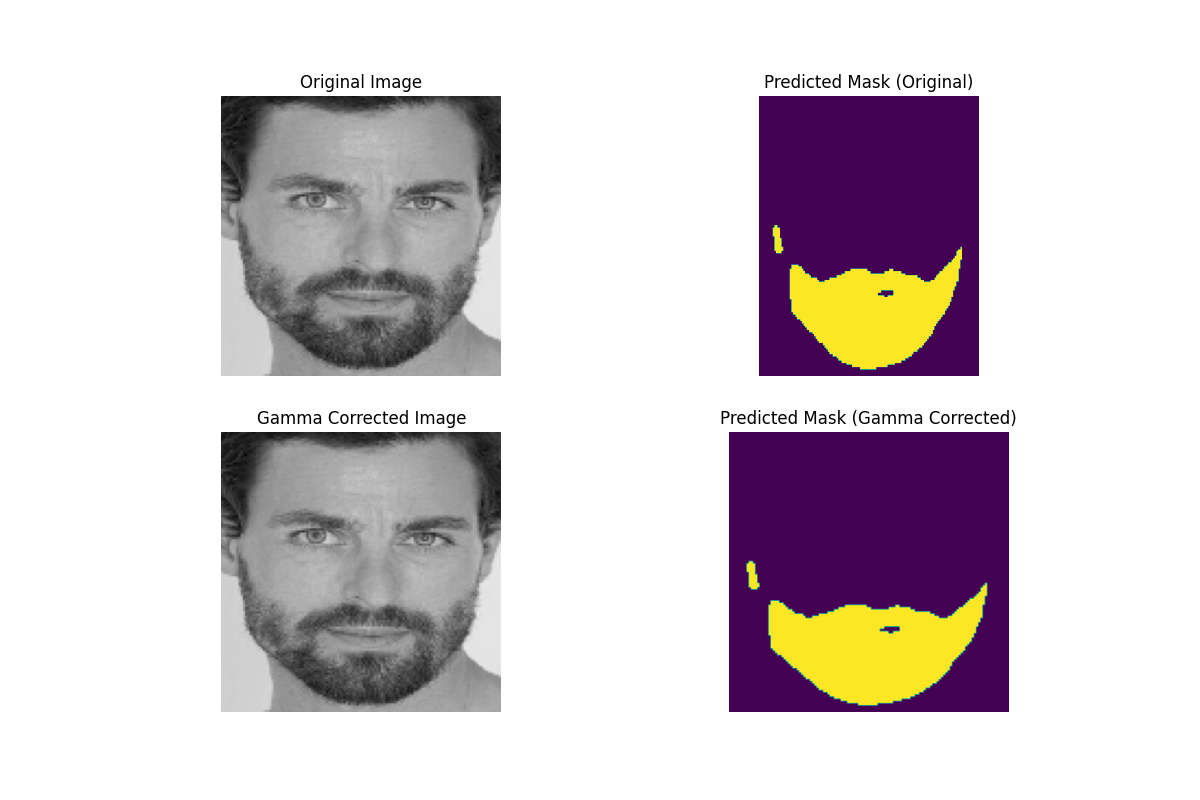 Original Image
Predicted Mask (Original)
Gamma Corrected Image
Predicted Mask (Gamma Corrected)